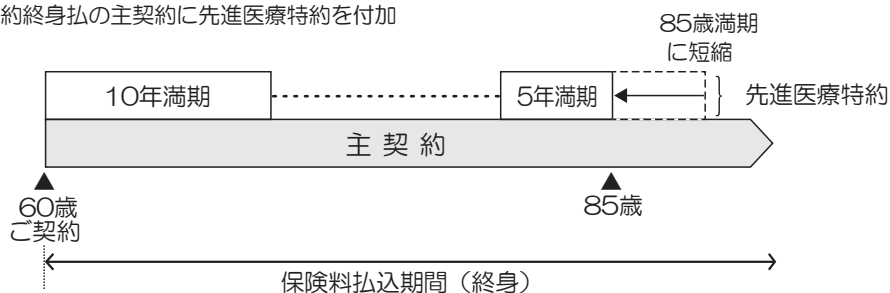 約終身払の主契約に先進医療特約を付加
85歳満期
に短縮
10年満期
5年満期
先進医療特約
主契約
60歳
ご契約
85歳
保険料払込期間（終身）